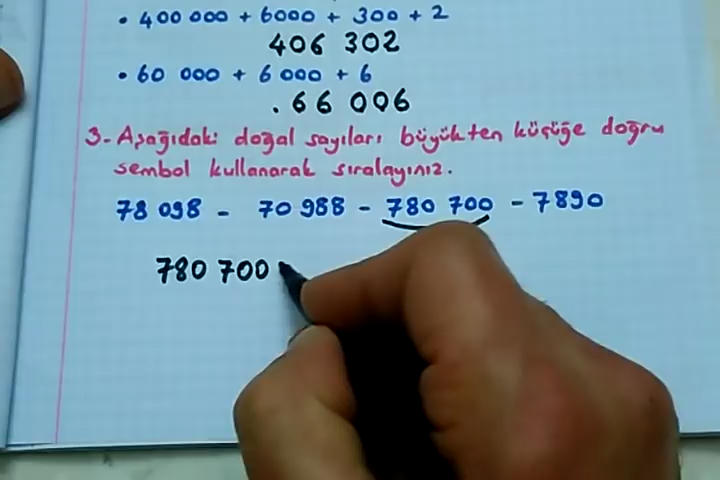 • 400 000 + 6000 + 300 + 2
406 302
• 60 000 + 6 000 + 6
.66 006
3- Aşağıdaki doğal sayıları büyükten küçüğe doğru
sembol kullanarak sıralayınız.
78 098 - 70 988 - 780 700 - 7890
780 700